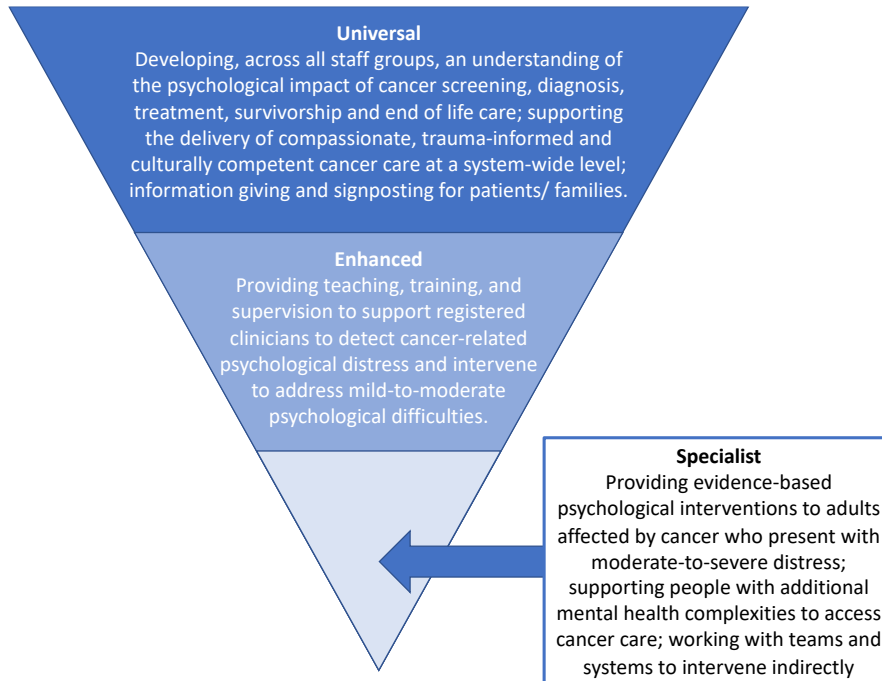 Universal
Developing, across all staff groups, an understanding of
the psychological impact of cancer screening, diagnosis,
treatment, survivorship and end of life care; supporting
the delivery of compassionate, trauma-informed and
culturally competent cancer care at a system-wide level;
information giving and signposting for patients/ families.
Enhanced
Providing teaching, training, and
supervision to support registered
clinicians to detect cancer-related
psychological distress and intervene
to address mild-to-moderate
psychological difficulties.
Specialist
Providing evidence-based
psychological interventions to adults
affected by cancer who present with
moderate-to-severe distress;
supporting people with additional
mental health complexities to access
cancer care; working with teams and
systems to intervene indirectly